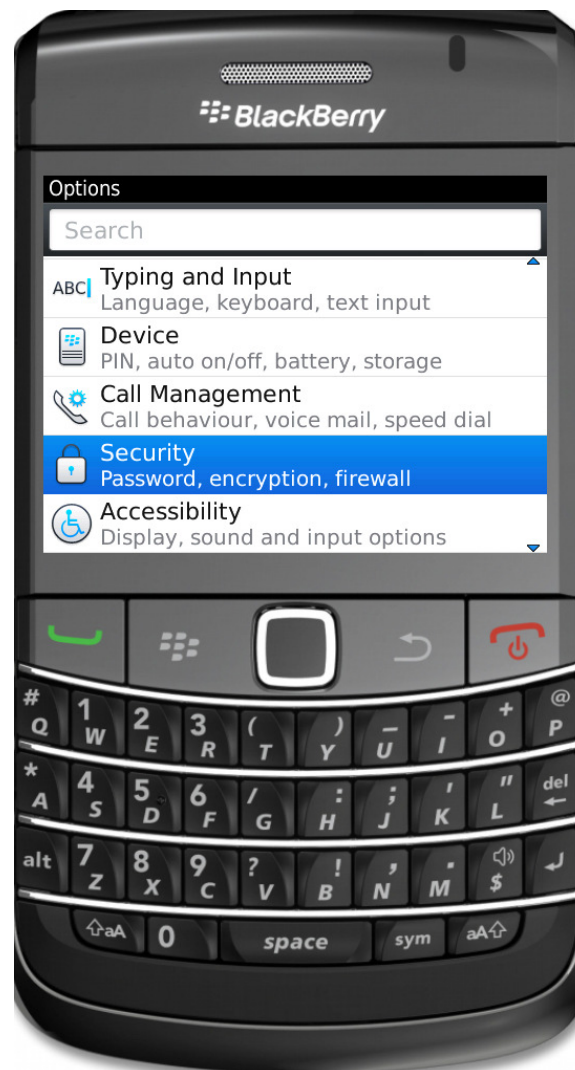 BlackBerry
Options
Search
ABC Typing and Input
Language, keyboard, text input
Device
PIN, auto on/off, battery, storage
Call Management
Call behaviour, voice mail, speed dial
Security
Password, encryption, firewall
Accessibility
Display, sound and input options
# 1 2 3 ( ) _ - + @
Q W E R T Y U I O P
* 4 5 6 / : ; ' " del
A S D F G H J K L
alt 7 8 9 ? ! , . $
Z X C V B N M
aA 0 space sym aA